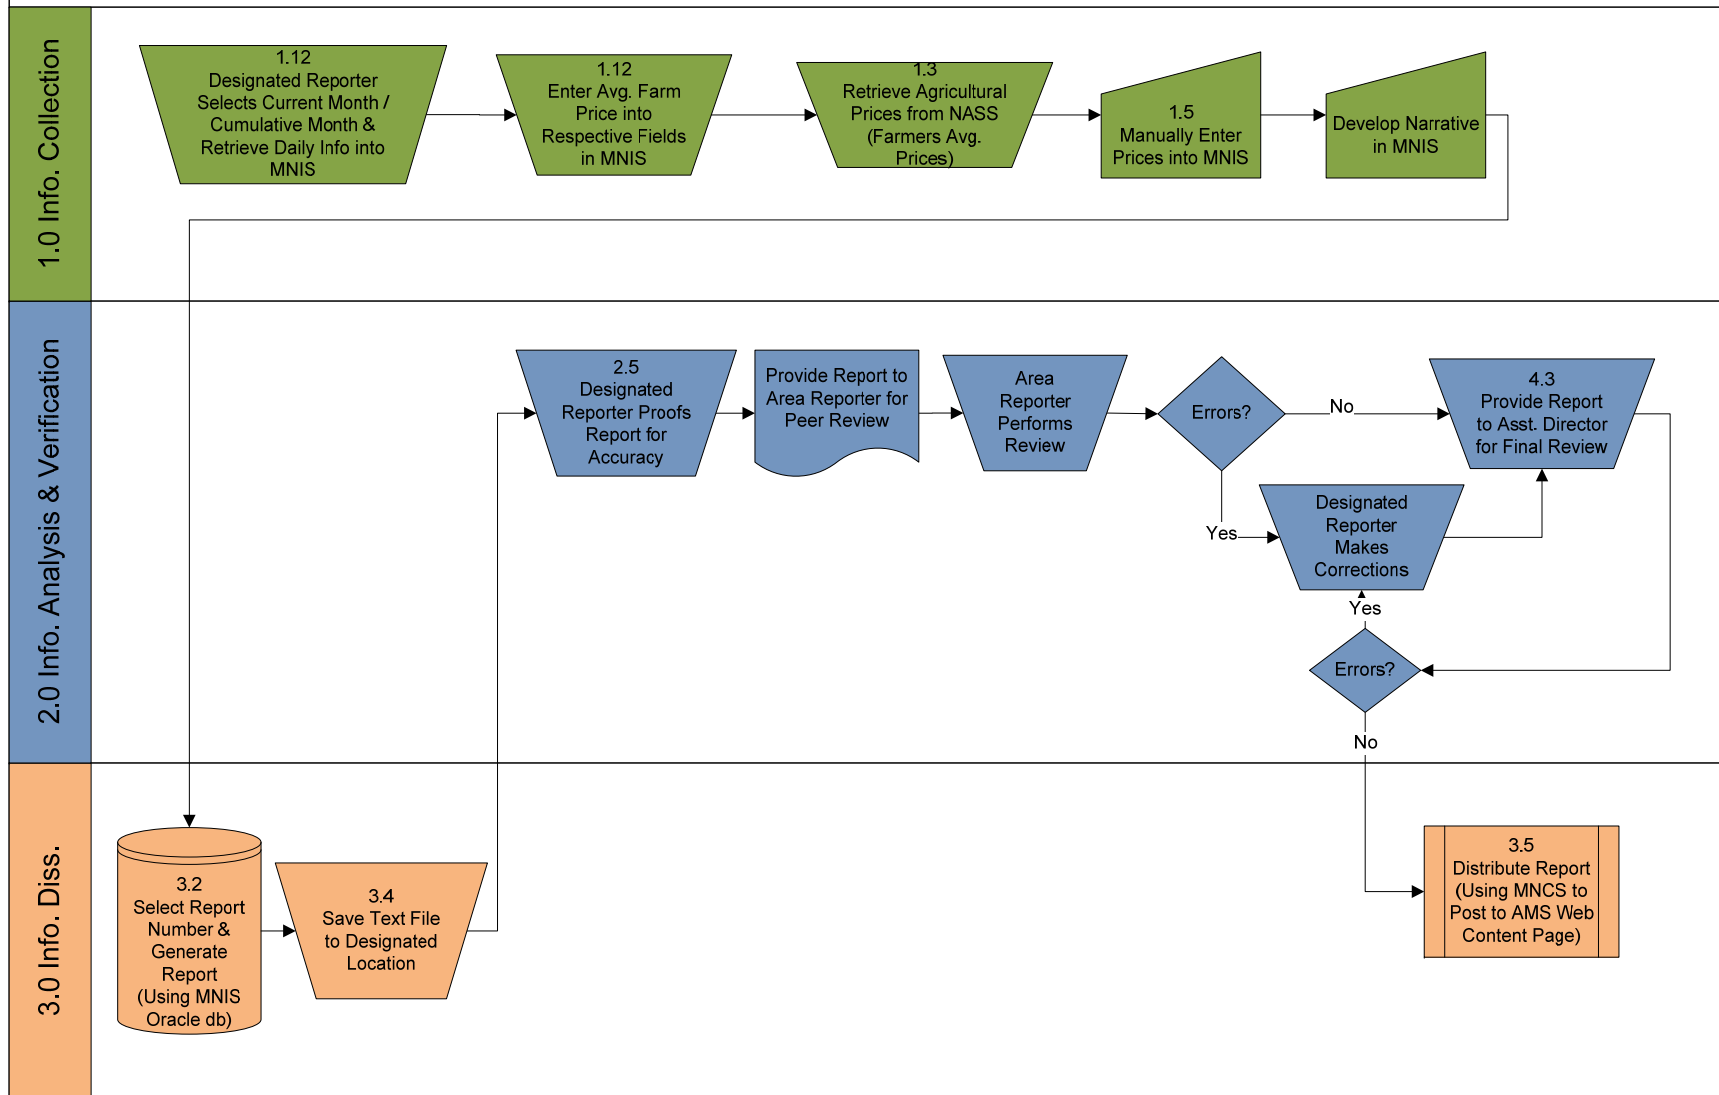 1.0 Info. Collection
1.12
Designated Reporter
Selects Current Month /
Cumulative Month &
Retrieve Daily Info into
MNIS
1.12
Enter Avg. Farm
Price into
Respective Fields
in MNIS
1.3
Retrieve Agricultural
Prices from NASS
(Farmers Avg.
Prices)
1.5
Manually Enter
Prices into MNIS
Develop Narrative
in MNIS
2.0 Info. Analysis & Verification
2.5
Designated
Reporter Proofs
Report for
Accuracy
Provide Report to
Area Reporter for
Peer Review
Area
Reporter
Performs
Review
Errors?
No
4.3
Provide Report
to Asst. Director
for Final Review
Yes
Designated
Reporter
Makes
Corrections
Yes
Errors?
No
3.0 Info. Diss.
3.2
Select Report
Number &
Generate
Report
(Using MNIS
Oracle db)
3.4
Save Text File
to Designated
Location
3.5
Distribute Report
(Using MNCS to
Post to AMS Web
Content Page)